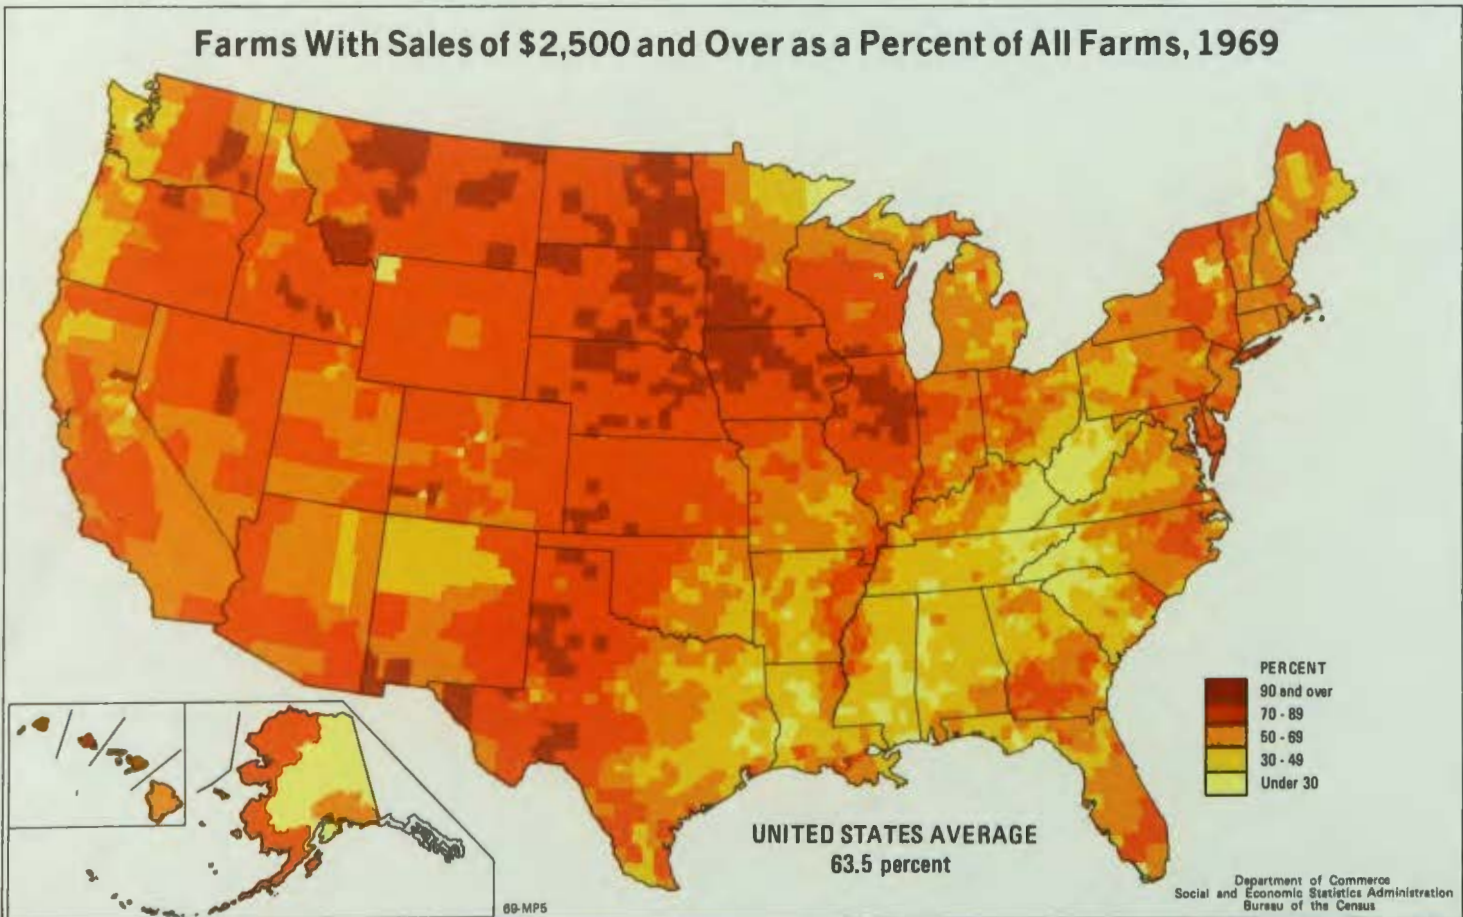 Farms With Sales of $2,500 and Over as a Percent of All Farms, 1969
PERCENT
90 and over
70 - 89
50 - 69
30 - 49
Under 30
UNITED STATES AVERAGE
63.5 percent
Department of Commerce
Social and Economic Statistics Administration
Bureau of the Census
69-MP5